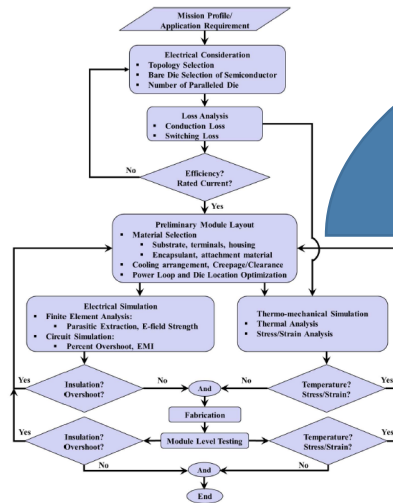 Mission Profile/
Application Requirement
Electrical Consideration
▪ Topology Selection
▪ Bare Die Selection of Semiconductor
▪ Number of Paralleled Die
Loss Analysis
▪ Conduction Loss
▪ Switching Loss
No
Efficiency?
Rated Current?
Yes
Preliminary Module Layout
▪ Material Selection
▪ Substrate, terminals, housing
▪ Encapsulant, attachment material
▪ Cooling arrangement, Creepage/Clearance
▪ Power Loop and Die Location Optimization
Electrical Simulation
▪ Finite Element Analysis:
▪ Parasitic Extraction, E-field Strength
▪ Circuit Simulation:
▪ Percent Overshoot, EMI
Thermo-mechanical Simulation
▪ Thermal Analysis
▪ Stress/Strain Analysis
Yes
Insulation?
Overshoot?
No
And
No
Temperature?
Stress/Strain?
Yes
Fabrication
Yes
Insulation?
Overshoot?
Module Level Testing
Temperature?
Stress/Strain?
Yes
No
And
No
End